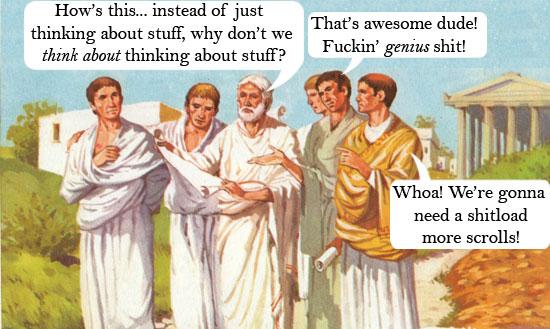 How's this... instead of just
thinking about stuff, why don't we
think about thinking about stuff?
That's awesome dude!
Fuckin' genius shit!
Whoa! We're gonna
need a shitload
more scrolls!